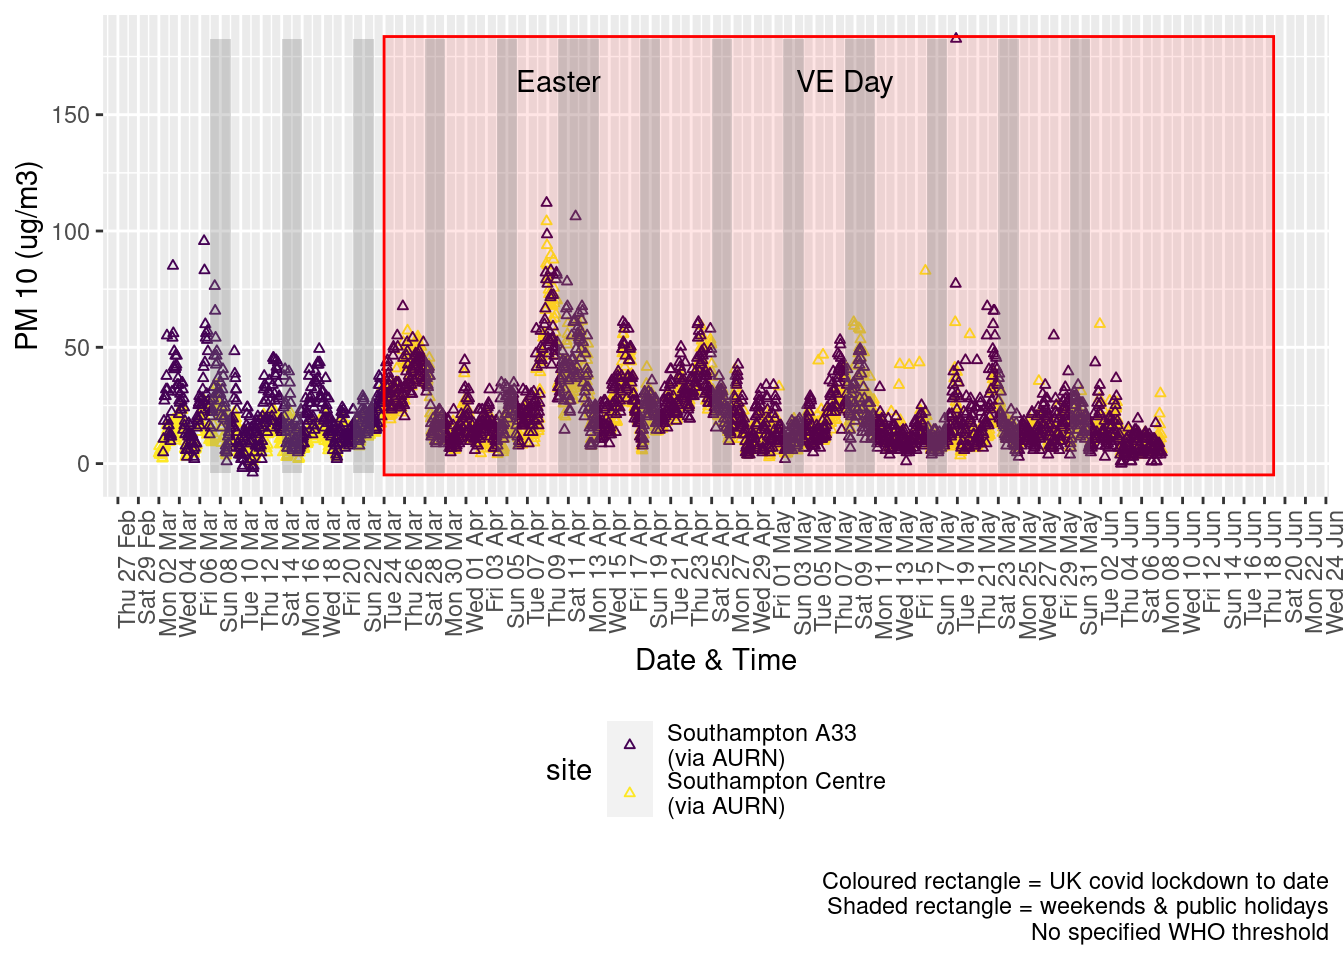 Easter
VE Day
150
100
50
0
PM 10 (ug/m3)
Thu 27 Feb
Sat 29 Feb
Mon 02 Mar
Wed 04 Mar
Fri 06 Mar
Sun 08 Mar
Tue 10 Mar
Thu 12 Mar
Sat 14 Mar
Mon 16 Mar
Wed 18 Mar
Fri 20 Mar
Sun 22 Mar
Tue 24 Mar
Thu 26 Mar
Sat 28 Mar
Mon 30 Mar
Wed 01 Apr
Fri 03 Apr
Sun 05 Apr
Tue 07 Apr
Thu 09 Apr
Sat 11 Apr
Mon 13 Apr
Wed 15 Apr
Fri 17 Apr
Sun 19 Apr
Tue 21 Apr
Thu 23 Apr
Sat 25 Apr
Mon 27 Apr
Wed 29 Apr
Fri 01 May
Sun 03 May
Tue 05 May
Thu 07 May
Sat 09 May
Mon 11 May
Wed 13 May
Fri 15 May
Sun 17 May
Tue 19 May
Thu 21 May
Sat 23 May
Mon 25 May
Wed 27 May
Fri 29 May
Sun 31 May
Tue 02 Jun
Thu 04 Jun
Sat 06 Jun
Mon 08 Jun
Wed 10 Jun
Fri 12 Jun
Sun 14 Jun
Tue 16 Jun
Thu 18 Jun
Sat 20 Jun
Mon 22 Jun
Wed 24 Jun
Date & Time
site
Southampton A33
(via AURN)
Southampton Centre
(via AURN)
Coloured rectangle = UK covid lockdown to date
Shaded rectangle = weekends & public holidays
No specified WHO threshold